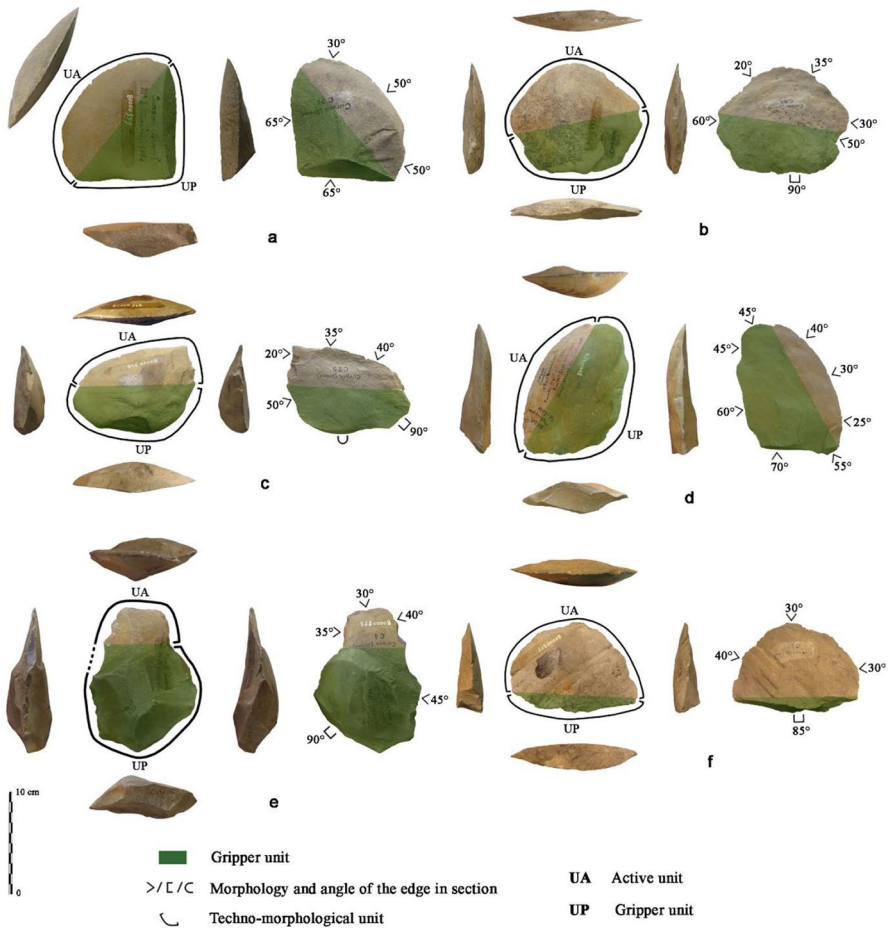 UA
UP
30°
50°
65°
50°
65°
a
UA
UP
20°
35°
60°
30°
50°
90°
b
UA
UP
35°
20°
40°
50°
90°
c
UA
UP
45°
40°
45°
30°
60°
25°
70°
55°
d
UA
UP
30°
40°
35°
45°
90°
e
UA
UP
30°
40°
30°
85°
f
10 cm
0
Gripper unit
Morphology and angle of the edge in section
Techno-morphological unit
UA Active unit
UP Gripper unit